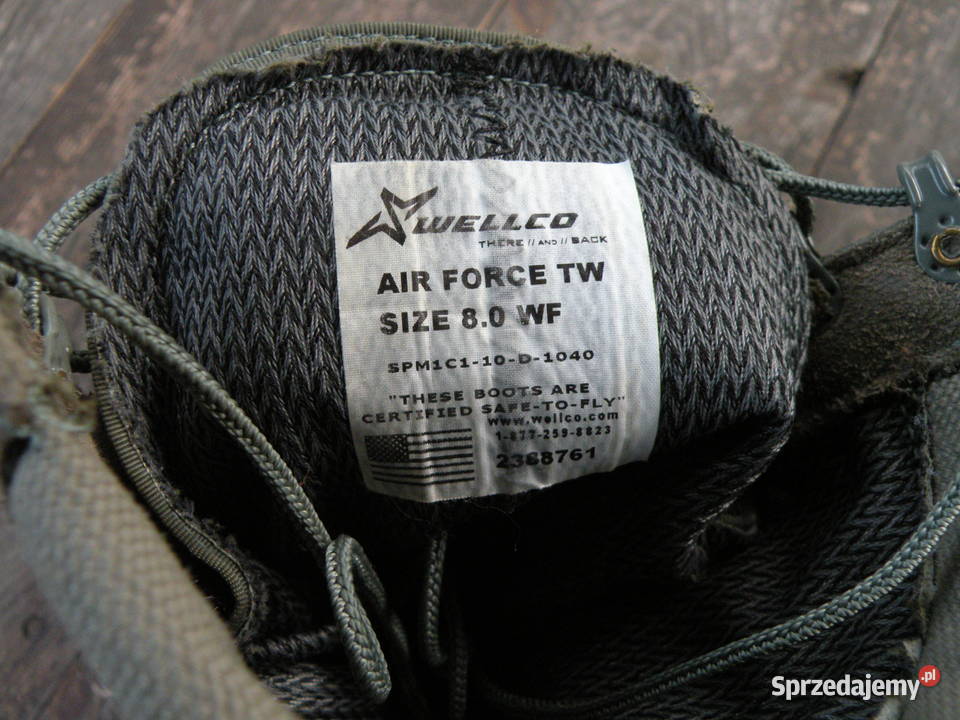 WELLCO
THERE // AND // BACK
AIR FORCE TW
SIZE 8.0 WF
SPM1C1-10-D-1040
"THESE BOOTS ARE
CERTIFIED SAFE-TO-FLY"
www.wellco.com
1-877-259-8823
2368761
Sprzedajemy.pl